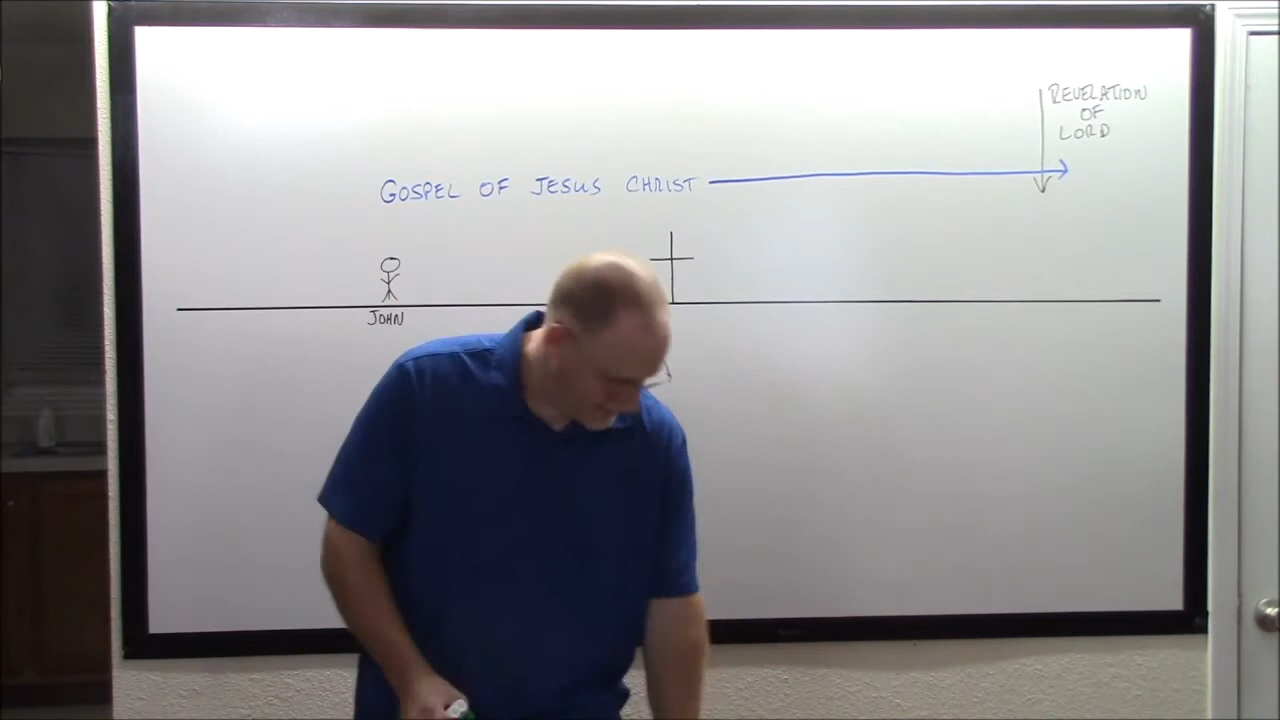 REVELATION
OF
LORD
GOSPEL OF JESUS CHRIST
JOHN